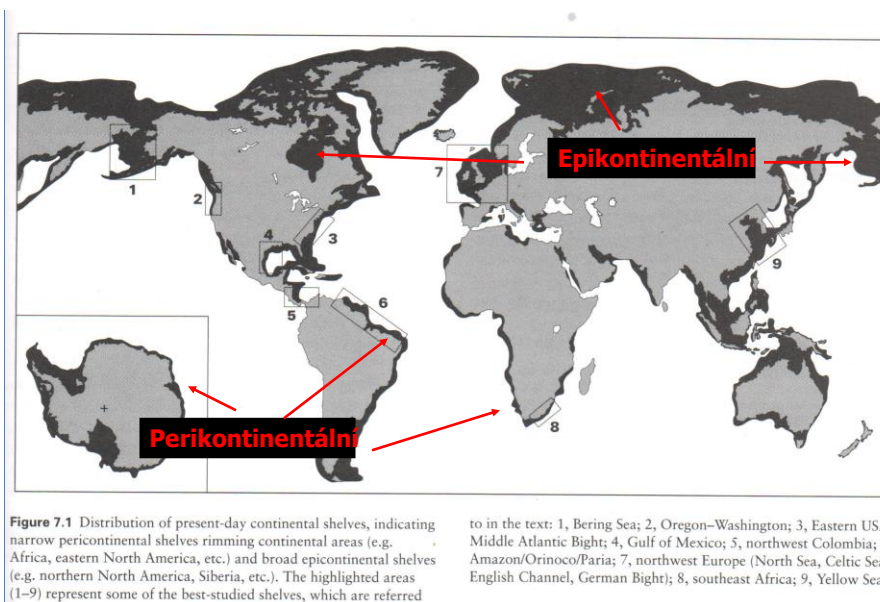 1
2
3
4
5
6
7
8
9
Epikontinentální
Perikontinentální
Figure 7.1 Distribution of present-day continental shelves, indicating
narrow pericontinental shelves rimming continental areas (e.g.
Africa, eastern North America, etc.) and broad epicontinental shelves
(e.g. northern North America, Siberia, etc.). The highlighted areas
(1–9) represent some of the best-studied shelves, which are referred
to in the text: 1, Bering Sea; 2, Oregon–Washington; 3, Eastern US
Middle Atlantic Bight; 4, Gulf of Mexico; 5, northwest Colombia;
Amazon/Orinoco/Paria; 7, northwest Europe (North Sea, Celtic Sea
English Channel, German Bight); 8, southeast Africa; 9, Yellow Sea